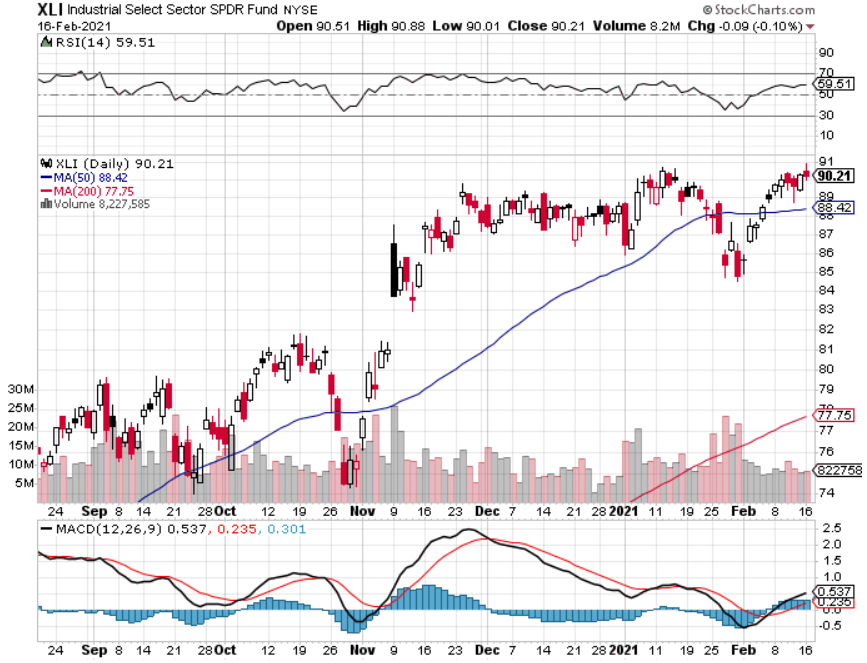 XLI Industrial Select Sector SPDR Fund NYSE © StockCharts.com
16-Feb-2021 Open 90.51 High 90.88 Low 90.01 Close 90.21 Volume 8.2M Chg -0.09 (-0.10%)
RSI(14) 59.51
90
70
59.51
50
30
10
XLI (Daily) 90.21
MA(50) 88.42
MA(200) 77.75
Volume 8,227,585
91
90.21
89
88.42
87
86
85
84
83
82
81
80
79
78
77.75
77
76
822758
74
30M
25M
20M
15M
10M
5M
24 Sep 8 14 21 28 Oct 12 19 26 Nov 9 16 23 Dec 7 14 21 28 2021 11 19 25 Feb 8 16
MACD(12,26,9) 0.537, 0.235, 0.301
2.5
2.0
1.5
1.0
0.537
0.235
0.0
-0.5
24 Sep 8 14 21 28 Oct 12 19 26 Nov 9 16 23 Dec 7 14 21 28 2021 11 19 25 Feb 8 16